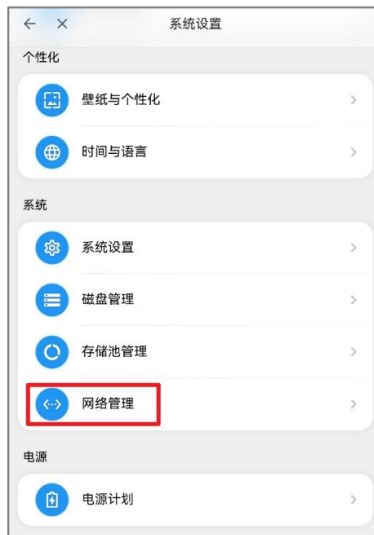 系统设置
个性化
壁纸与个性化
时间与语言
系统
系统设置
磁盘管理
存储池管理
网络管理
电源
电源计划